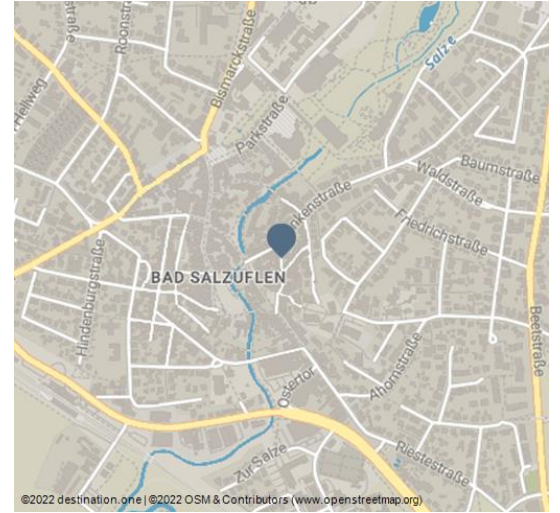 Roonstraße
Bismarckstraße
Salze
Hellweg
Parkstraße
Baumstraße
Waldstraße
Friedrichstraße
BAD SALZUFLEN
Hindenburgstraße
Beetstraße
Ahornstraße
Ostertor
Riestestraße
Zur Salze
©2022 destination.one | ©2022 OSM & Contributors (www.openstreetmap.org)